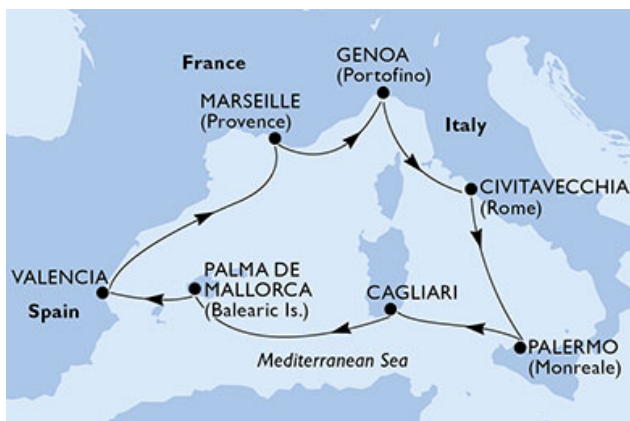 GENOA
(Portofino)
France
MARSEILLE
(Provence)
Italy
CIVITAVECCHIA
(Rome)
VALENCIA
PALMA DE
MALLORCA
(Balearic Is.)
CAGLIARI
Spain
PALERMO
(Monreale)
Mediterranean Sea